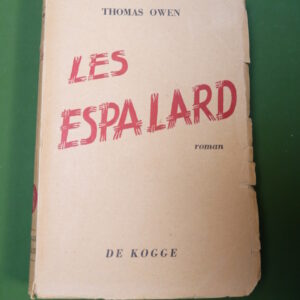 THOMAS OWEN
LES
ESPALARD
roman
DE KOGGE